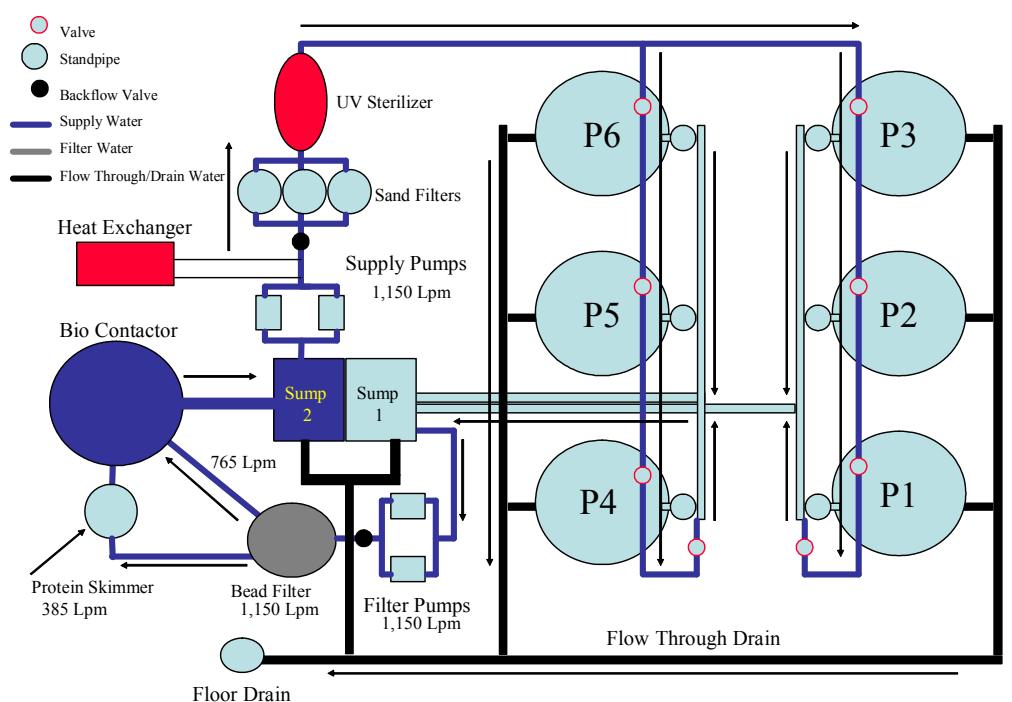 Valve
Standpipe
Backflow Valve
Supply Water
Filter Water
Flow Through/Drain Water
UV Sterilizer
Sand Filters
Heat Exchanger
Supply Pumps
1,150 Lpm
Bio Contactor
Sump
2
Sump
1
765 Lpm
Protein Skimmer
385 Lpm
Bead Filter
1,150 Lpm
Filter Pumps
1,150 Lpm
Floor Drain
Flow Through Drain
P6
P3
P5
P2
P4
P1